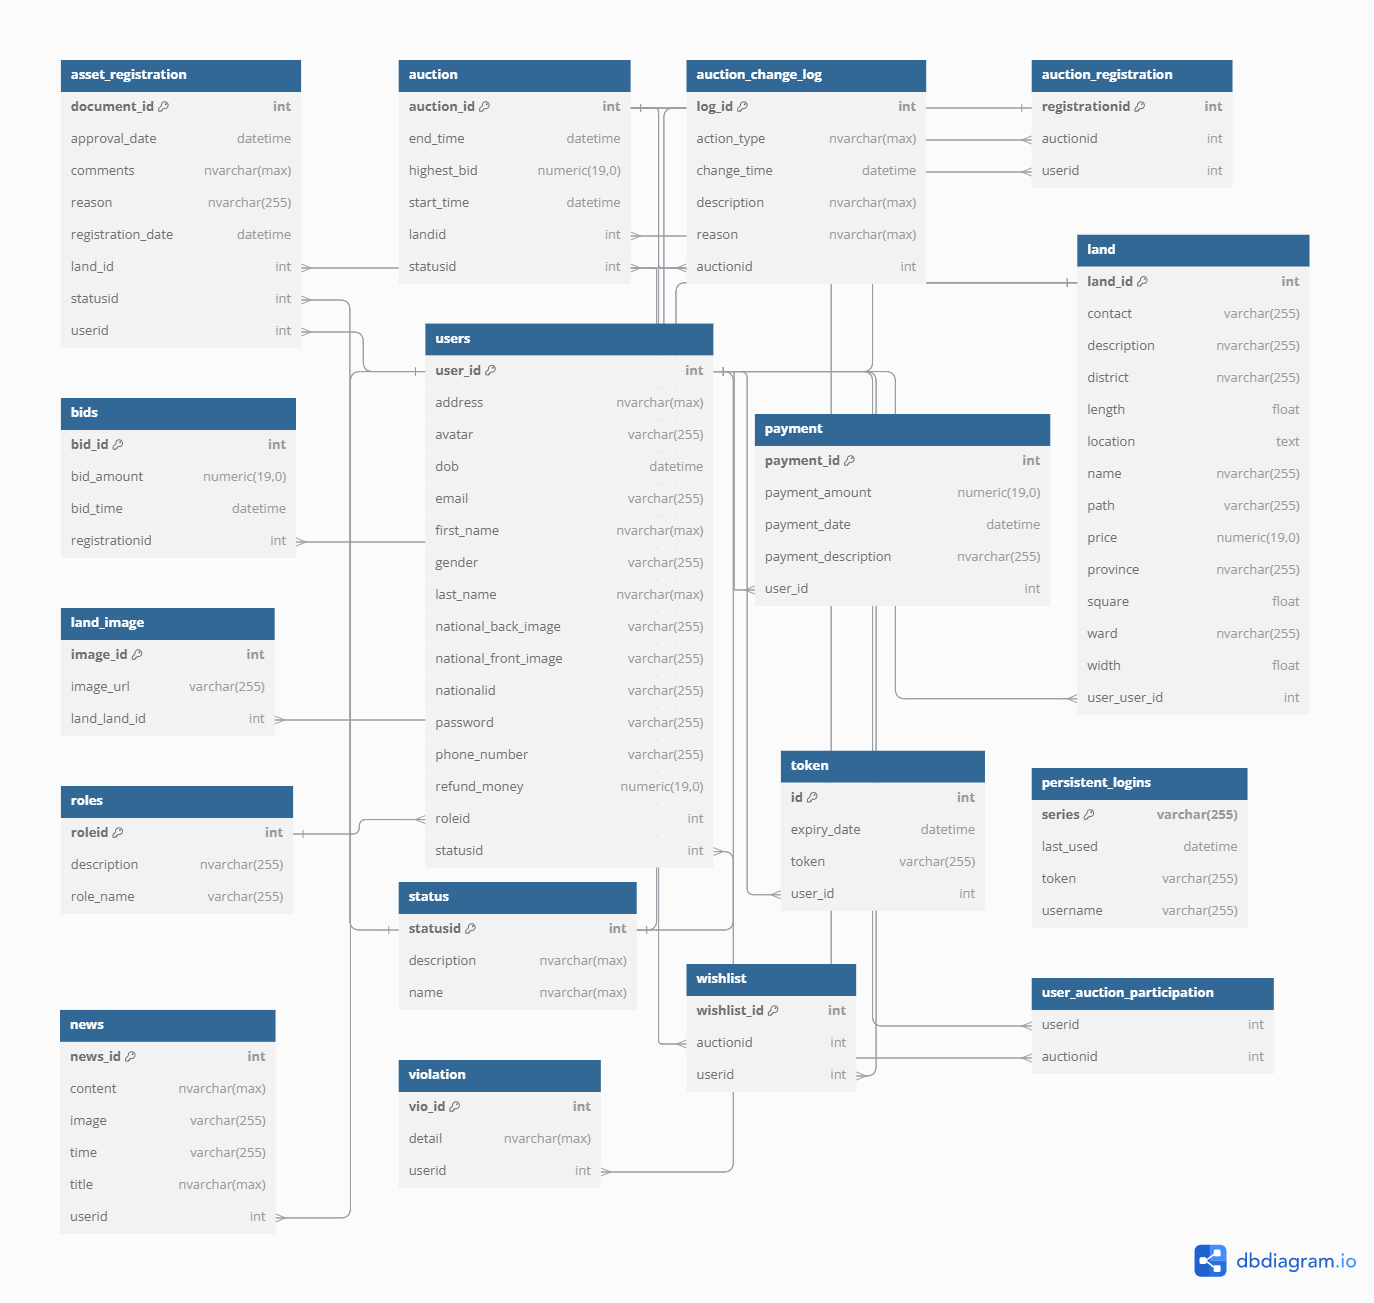 asset_registration
document_id int
approval_date datetime
comments nvarchar(max)
reason nvarchar(255)
registration_date datetime
land_id int
statusid int
userid int
auction
auction_id int
end_time datetime
highest_bid numeric(19,0)
start_time datetime
landid int
statusid int
auction_change_log
log_id int
action_type nvarchar(max)
change_time datetime
description nvarchar(max)
reason nvarchar(max)
auctionid int
auction_registration
registrationid int
auctionid int
userid int
land
land_id int
contact varchar(255)
description nvarchar(255)
district nvarchar(255)
length float
location text
name nvarchar(255)
path varchar(255)
price numeric(19,0)
province nvarchar(255)
square float
ward nvarchar(255)
width float
user_user_id int
users
user_id int
address nvarchar(max)
avatar varchar(255)
dob datetime
email varchar(255)
first_name nvarchar(max)
gender varchar(255)
last_name nvarchar(max)
national_back_image varchar(255)
national_front_image varchar(255)
nationalid varchar(255)
password varchar(255)
phone_number varchar(255)
refund_money numeric(19,0)
roleid int
statusid int
bids
bid_id int
bid_amount numeric(19,0)
bid_time datetime
registrationid int
payment
payment_id int
payment_amount numeric(19,0)
payment_date datetime
payment_description nvarchar(255)
user_id int
land_image
image_id int
image_url varchar(255)
land_land_id int
roles
roleid int
description nvarchar(255)
role_name varchar(255)
token
id int
expiry_date datetime
token varchar(255)
user_id int
persistent_logins
series varchar(255)
last_used datetime
token varchar(255)
username varchar(255)
status
statusid int
description nvarchar(max)
name nvarchar(max)
wishlist
wishlist_id int
auctionid int
userid int
user_auction_participation
userid int
auctionid int
news
news_id int
content nvarchar(max)
image varchar(255)
time varchar(255)
title nvarchar(max)
userid int
violation
vio_id int
detail nvarchar(max)
userid int
dbdiagram.io